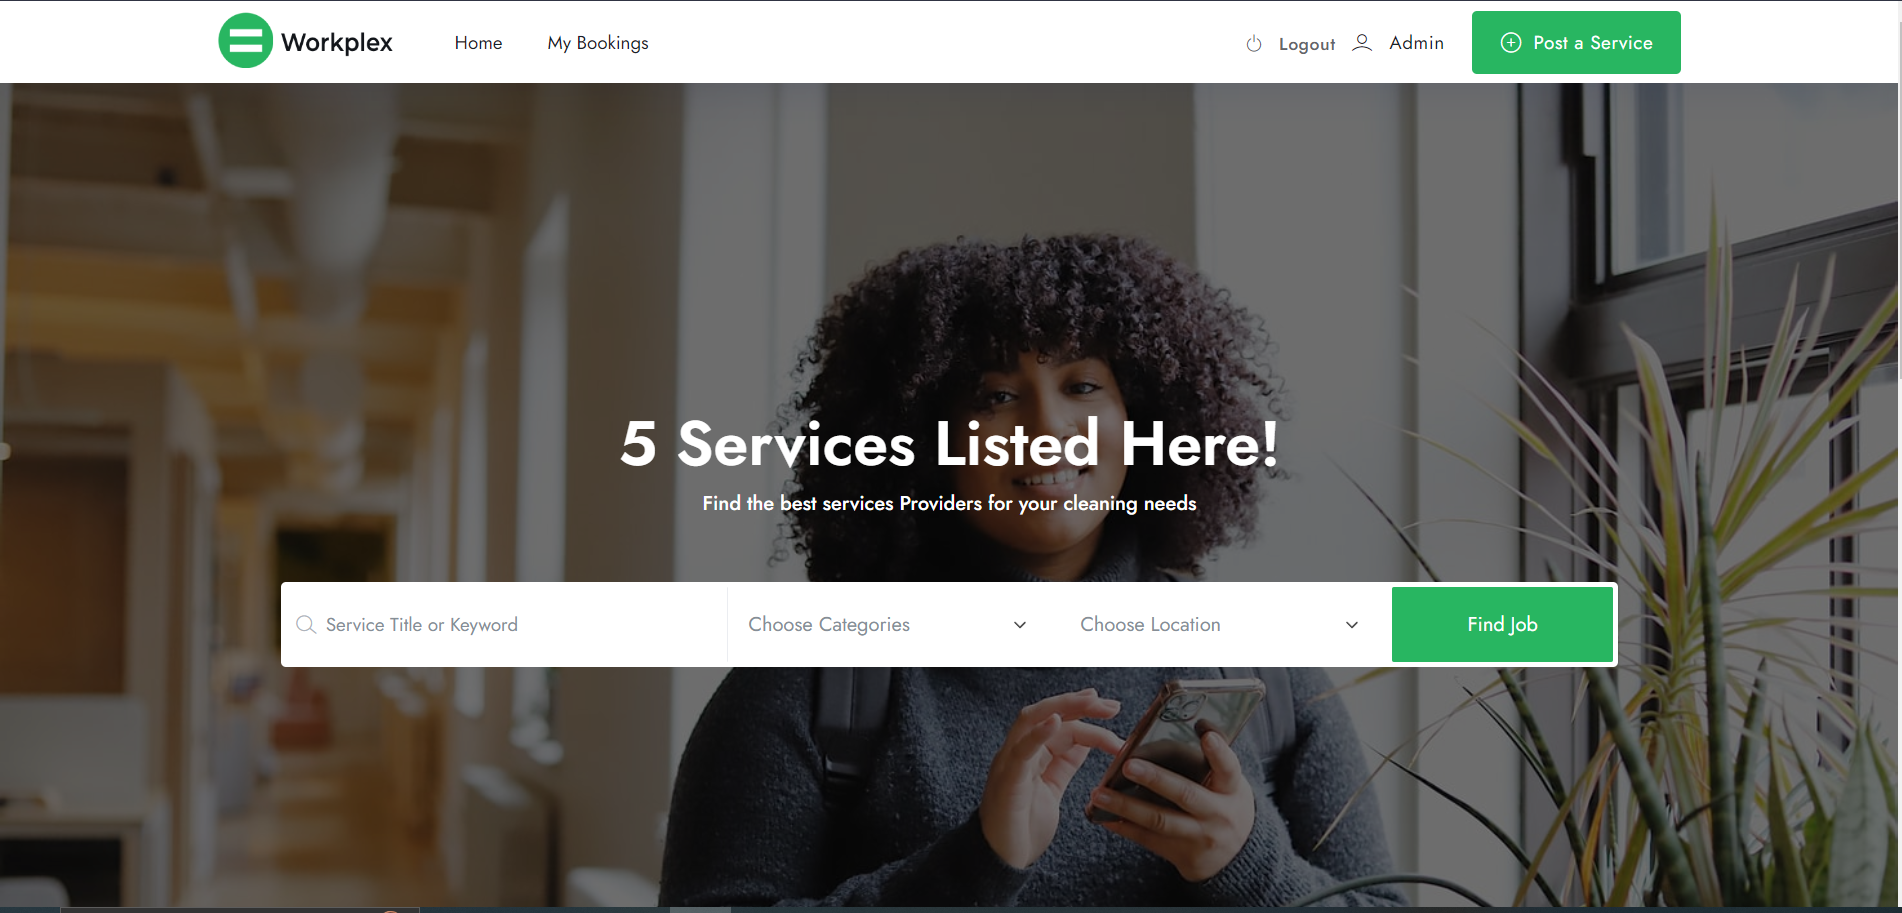 Workplex
Home
My Bookings
Logout
Admin
Post a Service
5 Services Listed Here!
Find the best services Providers for your cleaning needs
Service Title or Keyword
Choose Categories
Choose Location
Find Job